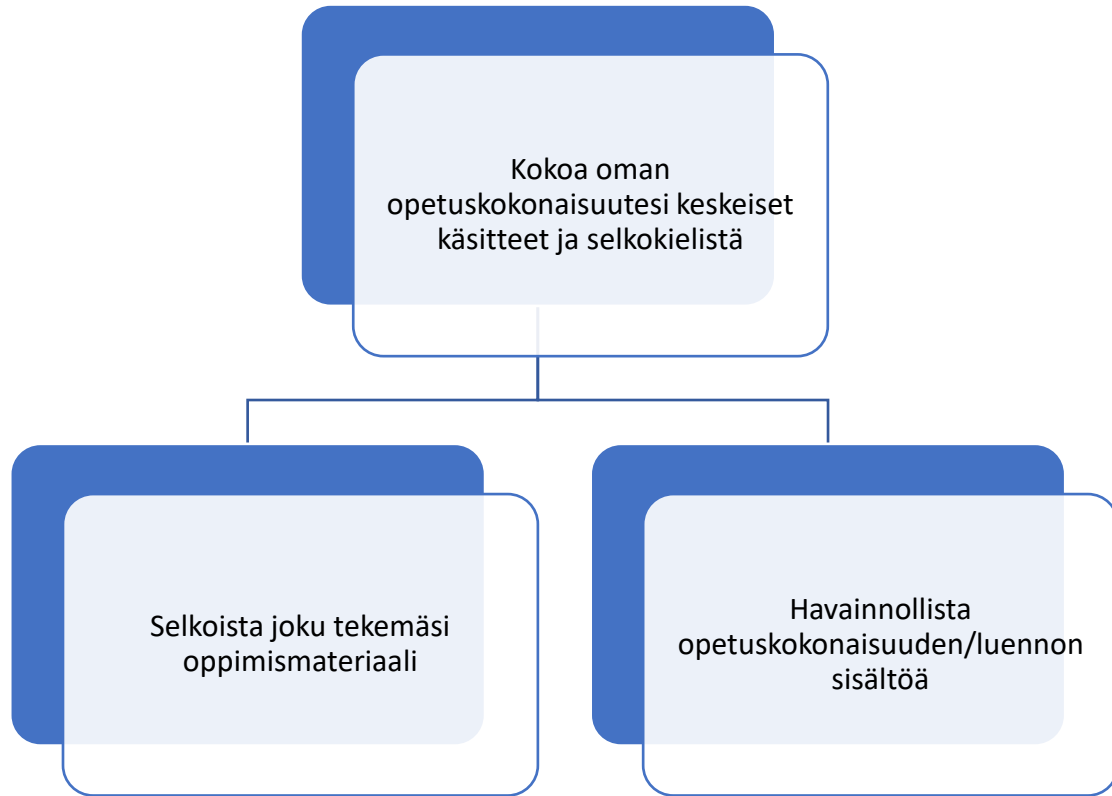 Kokoa oman
opetuskokonaisuutesi keskeiset
käsitteet ja selkokielistä
Selkoista joku tekemäsi
oppimismateriaali
Havainnollista
opetuskokonaisuuden/luennon
sisältöä